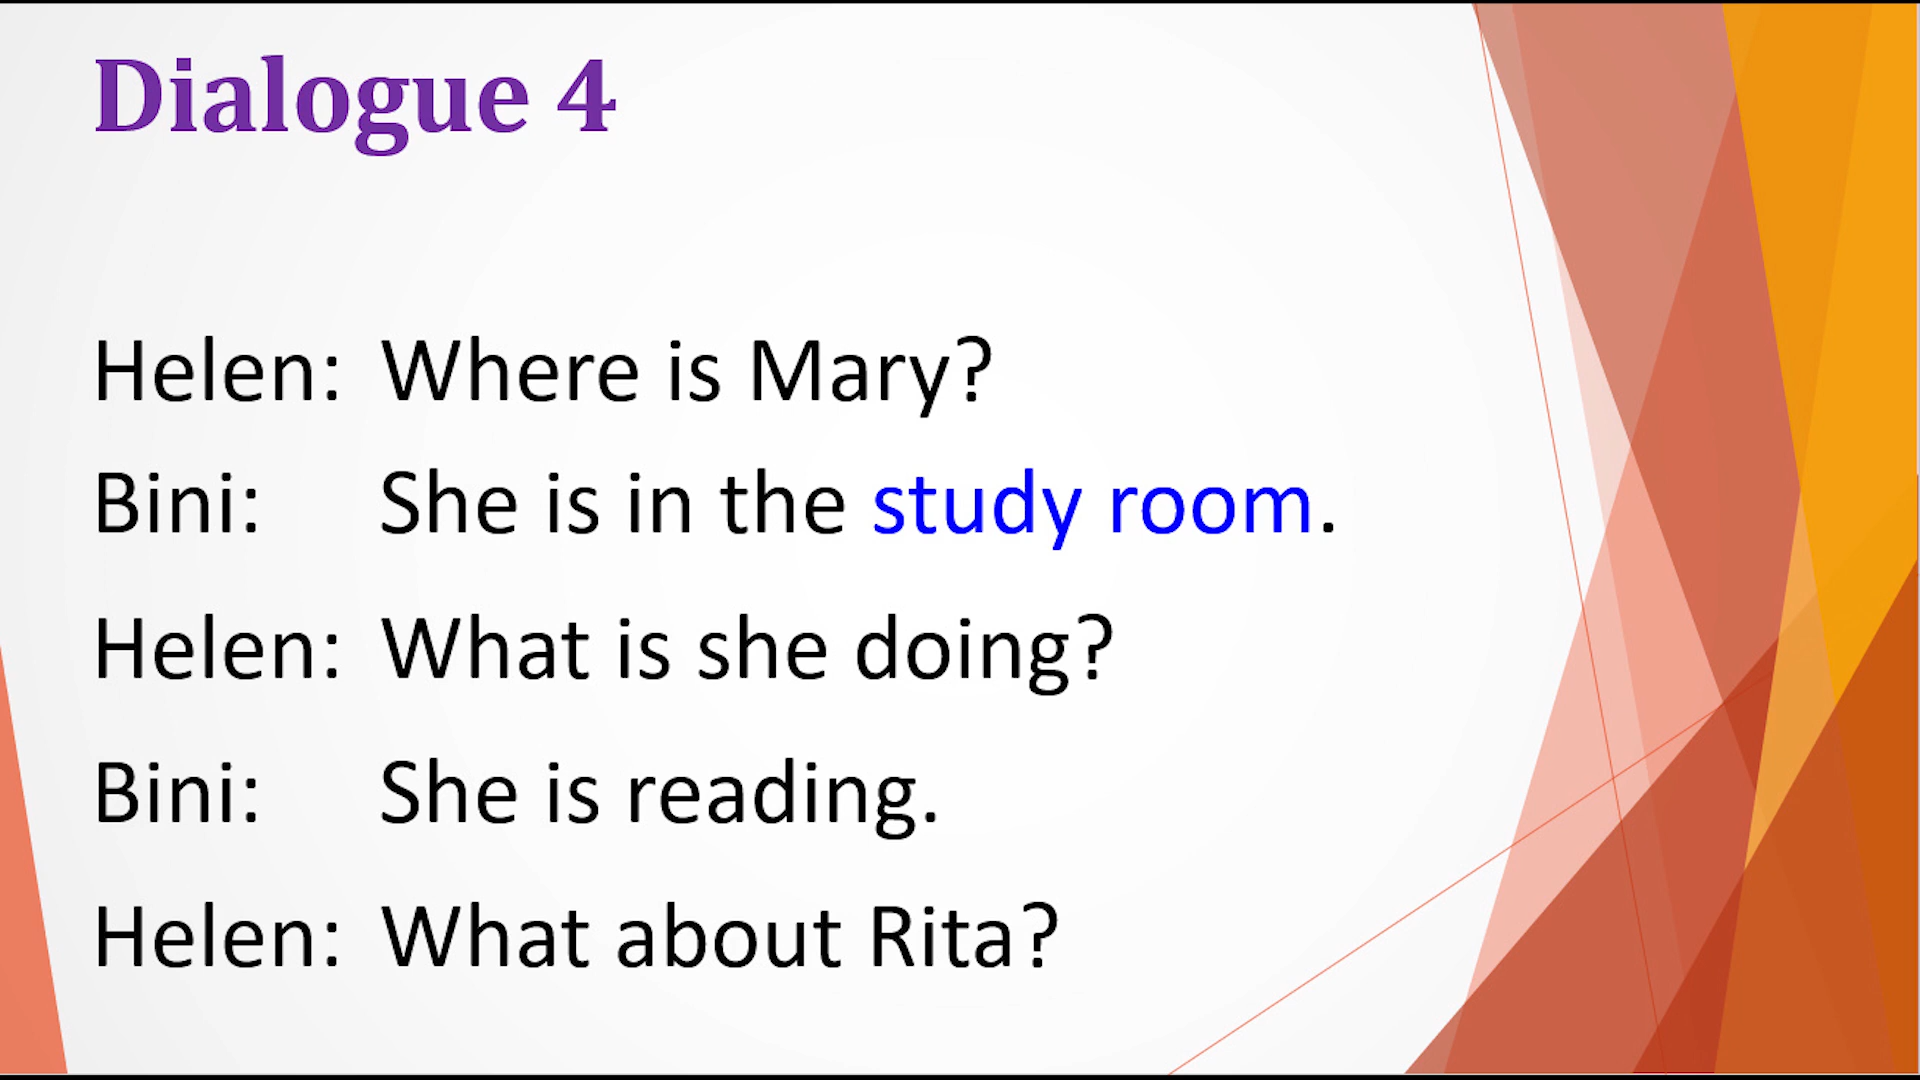 Dialogue 4
Helen: Where is Mary?
Bini: She is in the study room.
Helen: What is she doing?
Bini: She is reading.
Helen: What about Rita?